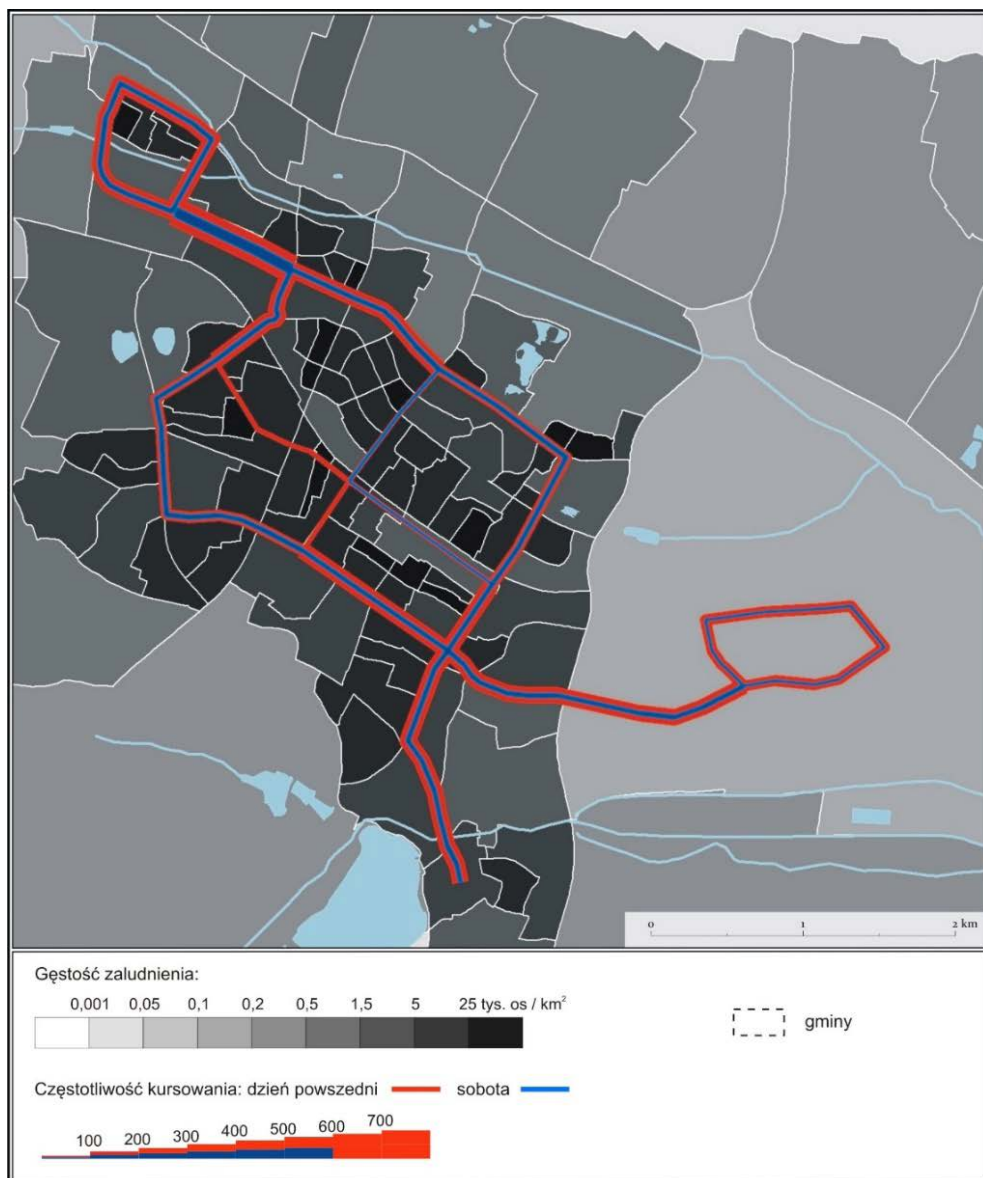 0 1 2 km
Gęstość zaludnienia:
0,001 0,05 0,1 0,2 0,5 1,5 5 25 tys. os / km²
gminy
Częstotliwość kursowania: dzień powszedni sobota
100 200 300 400 500 600 700